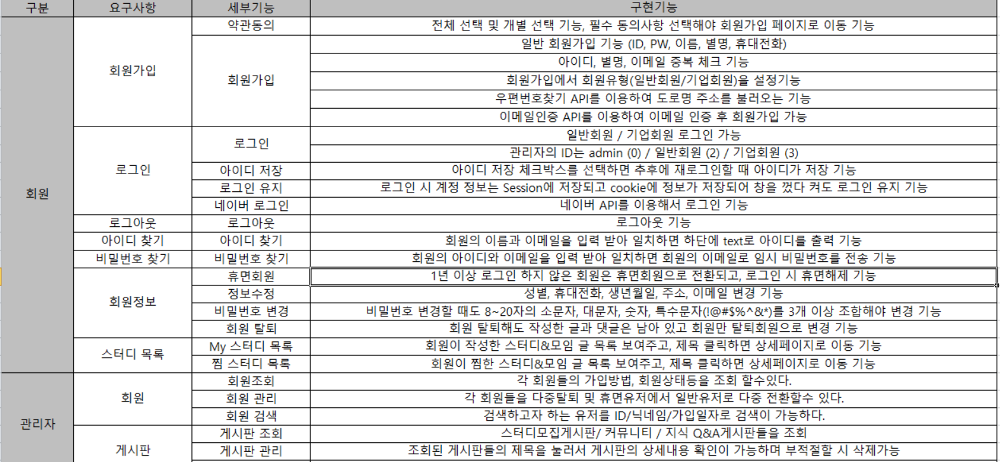 구분 요구사항 세부기능 구현기능
약관동의 전체 선택 및 개별 선택 기능, 필수 동의사항 선택해야 회원가입 페이지로 이동 기능
일반 회원가입 기능 (ID, PW, 이름, 별명, 휴대전화)
아이디, 별명, 이메일 중복 체크 기능
회원가입
회원가입
회원가입에서 회원유형(일반회원/기업회원)을 설정기능
우편번호찾기 API를 이용하여 도로명 주소를 불러오는 기능
이메일인증 API를 이용하여 이메일 인증 후 회원가입 가능
일반회원 / 기업회원 로그인 가능
로그인
관리자의 ID는 admin (0) / 일반회원 (2) / 기업회원 (3)
로그인 아이디 저장 아이디 저장 체크박스를 선택하면 추후에 재로그인할 때 아이디가 저장 기능
회원 로그인 유지 로그인 시 계정 정보는 Session에 저장되고 cookie에 정보가 저장되어 창을 껐다 켜도 로그인 유지 기능
네이버 로그인 네이버 API를 이용해서 로그인 기능
로그아웃 로그아웃 로그아웃 기능
아이디 찾기 아이디 찾기 회원의 이름과 이메일을 입력 받아 일치하면 하단에 text로 아이디를 출력 기능
비밀번호 찾기 비밀번호 찾기 회원의 아이디와 이메일을 입력 받아 일치하면 회원의 이메일로 임시 비밀번호를 전송 기능
휴면회원 1년 이상 로그인 하지 않은 회원은 휴면회원으로 전환되고, 로그인 시 휴면해제 기능
정보수정 성별, 휴대전화, 생년월일, 주소, 이메일 변경 기능
회원정보
비밀번호 변경 비밀번호 변경할 때도 8~20자의 소문자, 대문자, 숫자, 특수문자(!@#$%^&*)를 3개 이상 조합해야 변경 기능
회원 탈퇴 회원 탈퇴해도 작성한 글과 댓글은 남아 있고 회원만 탈퇴회원으로 변경 기능
My 스터디 목록 회원이 작성한 스터디&모임 글 목록 보여주고, 제목 클릭하면 상세페이지로 이동 기능
스터디 목록
찜 스터디 목록 회원이 찜한 스터디&모임 글 목록 보여주고, 제목 클릭하면 상세페이지로 이동 기능
회원조회 각 회원들의 가입방법, 회원상태등을 조회 할수있다.
회원 회원 관리 각 회원들을 다중탈퇴 및 휴면유저에서 일반유저로 다중 전환할수 있다.
회원 검색 검색하고자 하는 유저를 ID/닉네임/가입일자로 검색이 가능하다.
관리자
게시판 조회 스터디모집게시판/ 커뮤니티 / 지식 Q&A게시판들을 조회
게시판 게시판 관리 조회된 게시판들의 제목을 눌러서 게시판의 상세내용 확인이 가능하며 부적절할 시 삭제가능